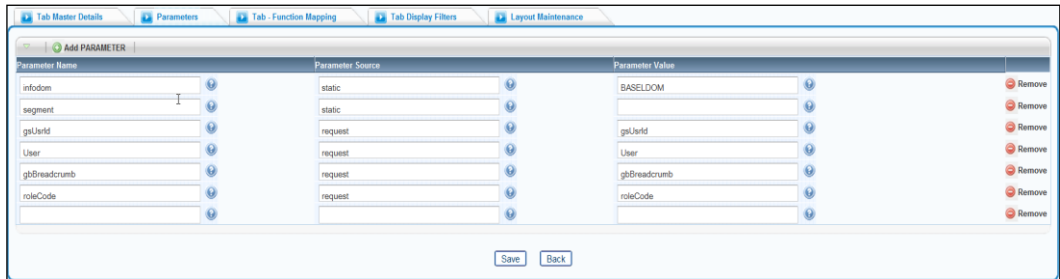 Tab Master Details Parameters Tab - Function Mapping Tab Display Filters Layout Maintenance
Add PARAMETER
Parameter Name Parameter Source Parameter Value
infodom static BASELDOM Remove
segment static Remove
gsUsrId request gsUsrId Remove
User request User Remove
gbBreadcrumb request gbBreadcrumb Remove
roleCode request roleCode Remove
Remove
Save Back